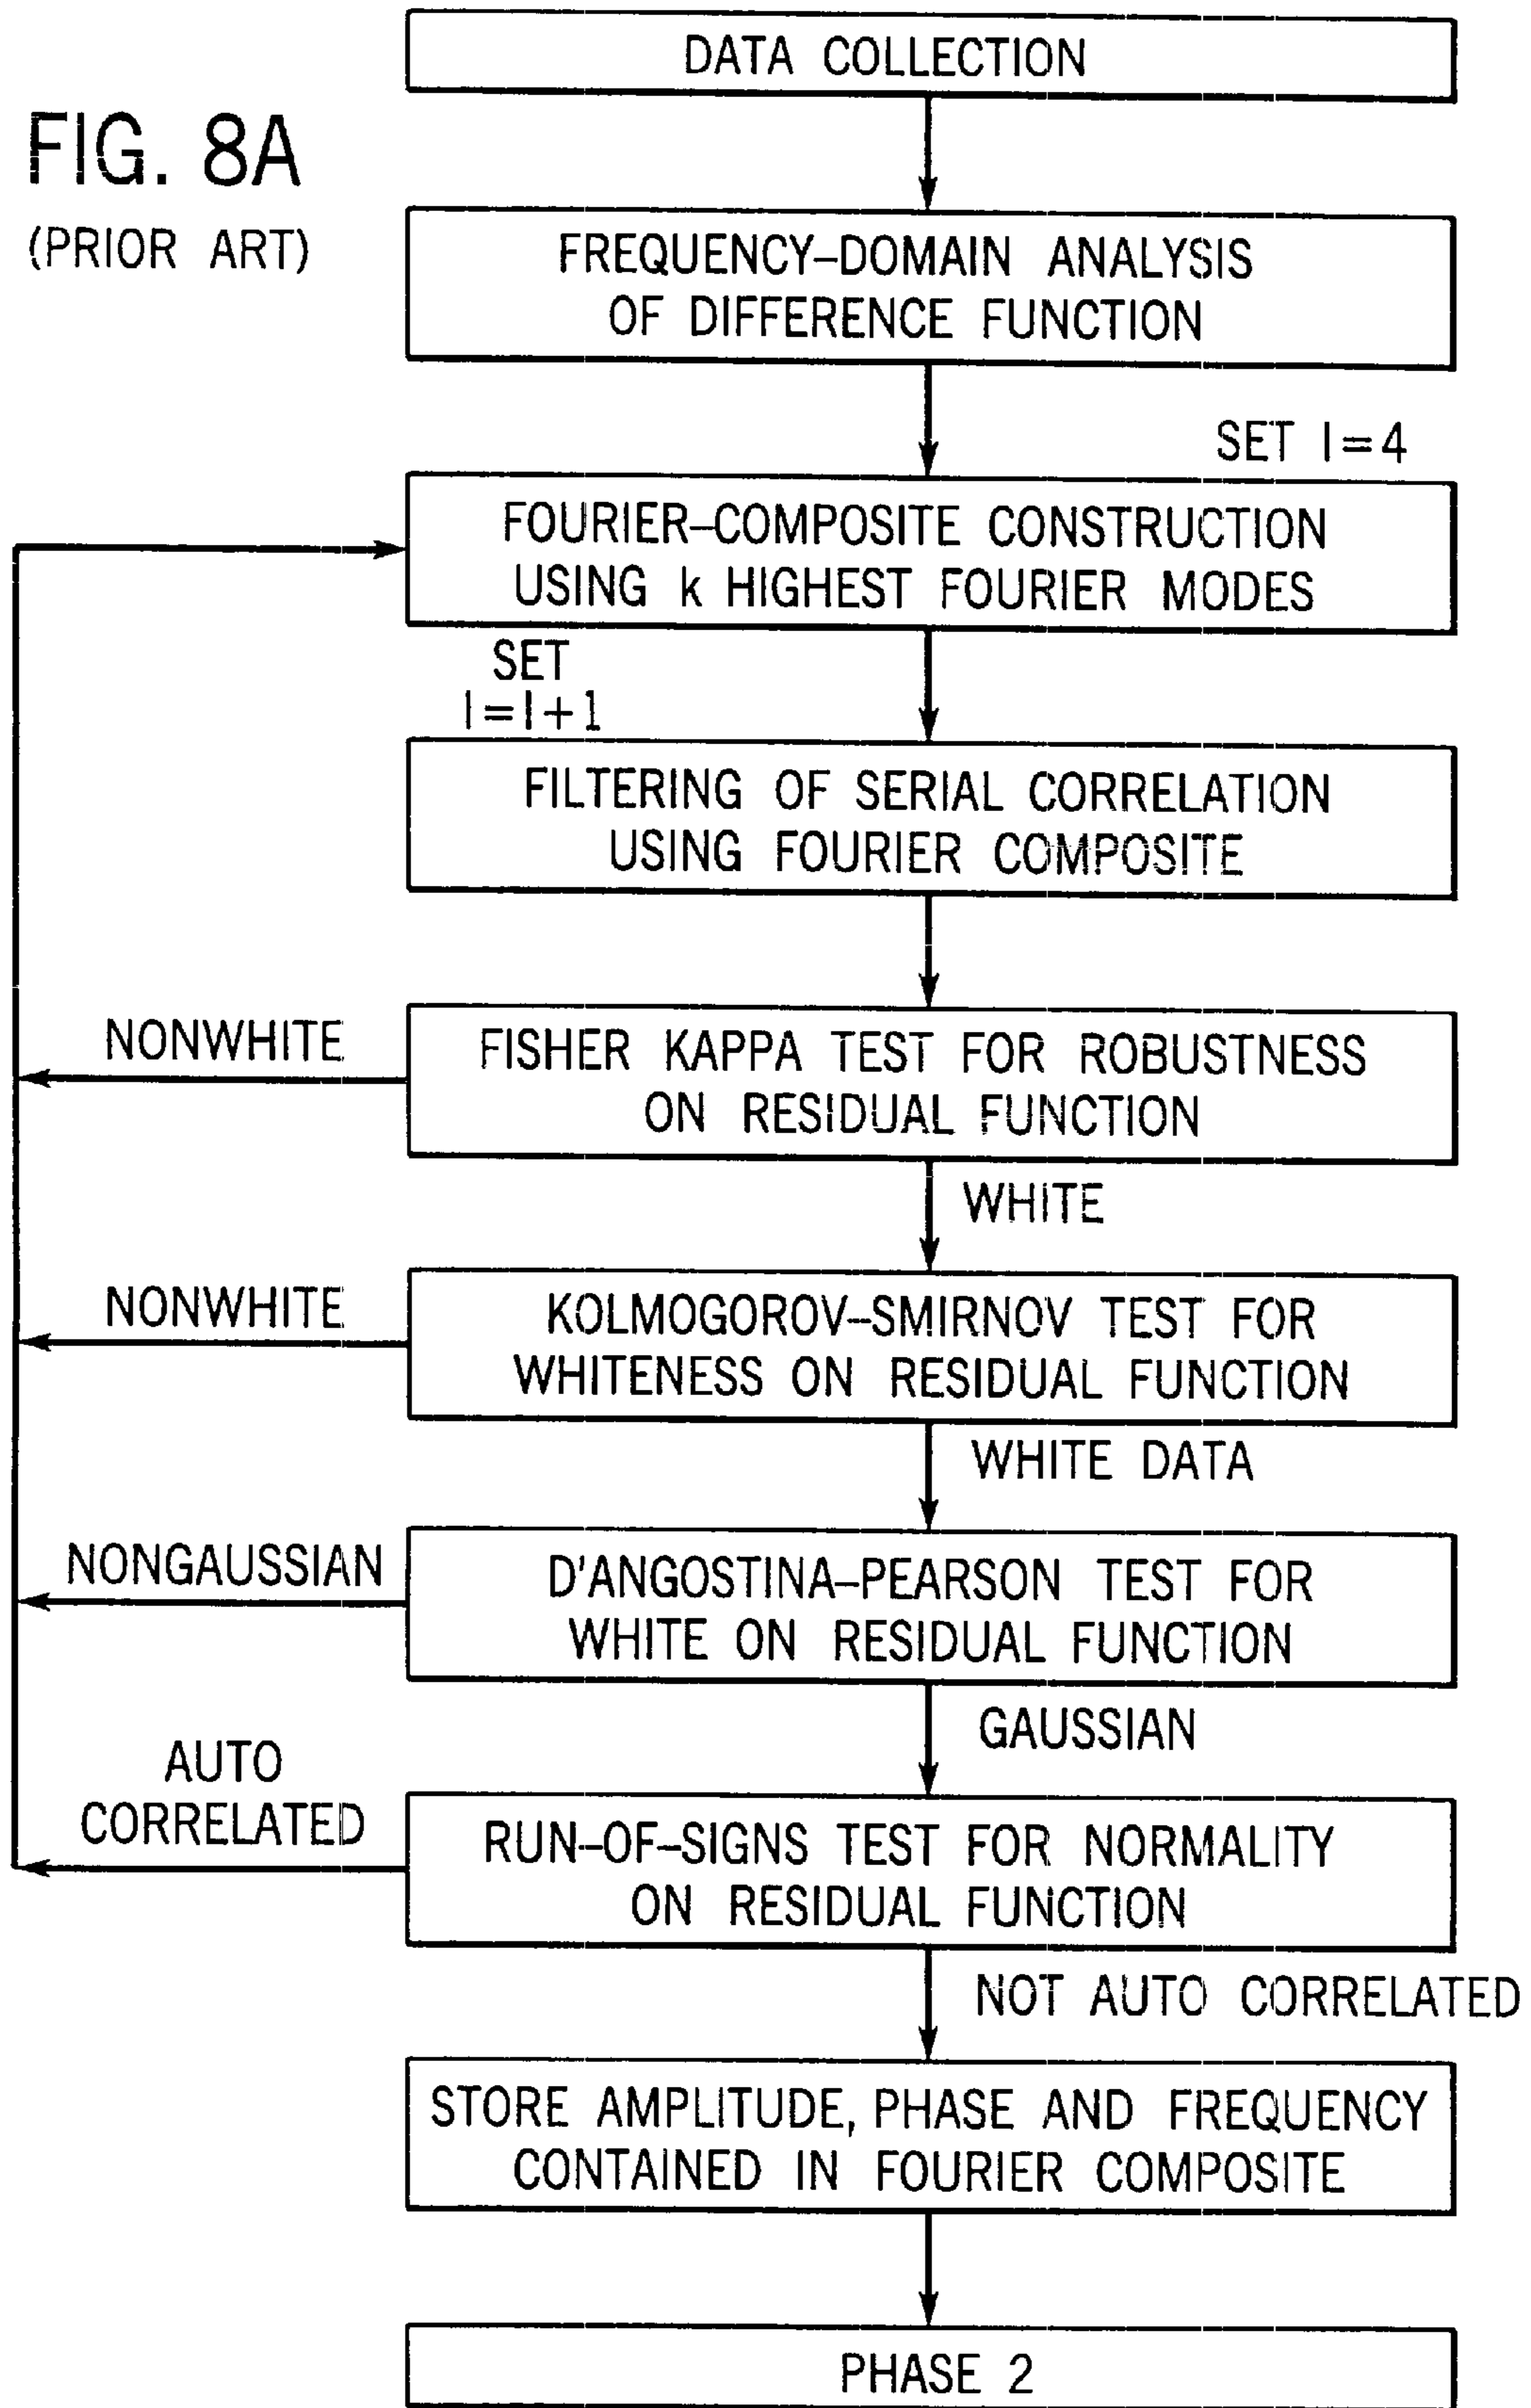 DATA COLLECTION
FIG. 8A
(PRIOR ART)
FREQUENCY–DOMAIN ANALYSIS
OF DIFFERENCE FUNCTION
SET I=4
FOURIER–COMPOSITE CONSTRUCTION
USING k HIGHEST FOURIER MODES
SET
I=I+1
FILTERING OF SERIAL CORRELATION
USING FOURIER COMPOSITE
NONWHITE
FISHER KAPPA TEST FOR ROBUSTNESS
ON RESIDUAL FUNCTION
WHITE
NONWHITE
KOLMOGOROV–SMIRNOV TEST FOR
WHITENESS ON RESIDUAL FUNCTION
WHITE DATA
NONGAUSSIAN
D'ANGOSTINA–PEARSON TEST FOR
WHITE ON RESIDUAL FUNCTION
GAUSSIAN
AUTO
CORRELATED
RUN–OF–SIGNS TEST FOR NORMALITY
ON RESIDUAL FUNCTION
NOT AUTO CORRELATED
STORE AMPLITUDE, PHASE AND FREQUENCY
CONTAINED IN FOURIER COMPOSITE
PHASE 2